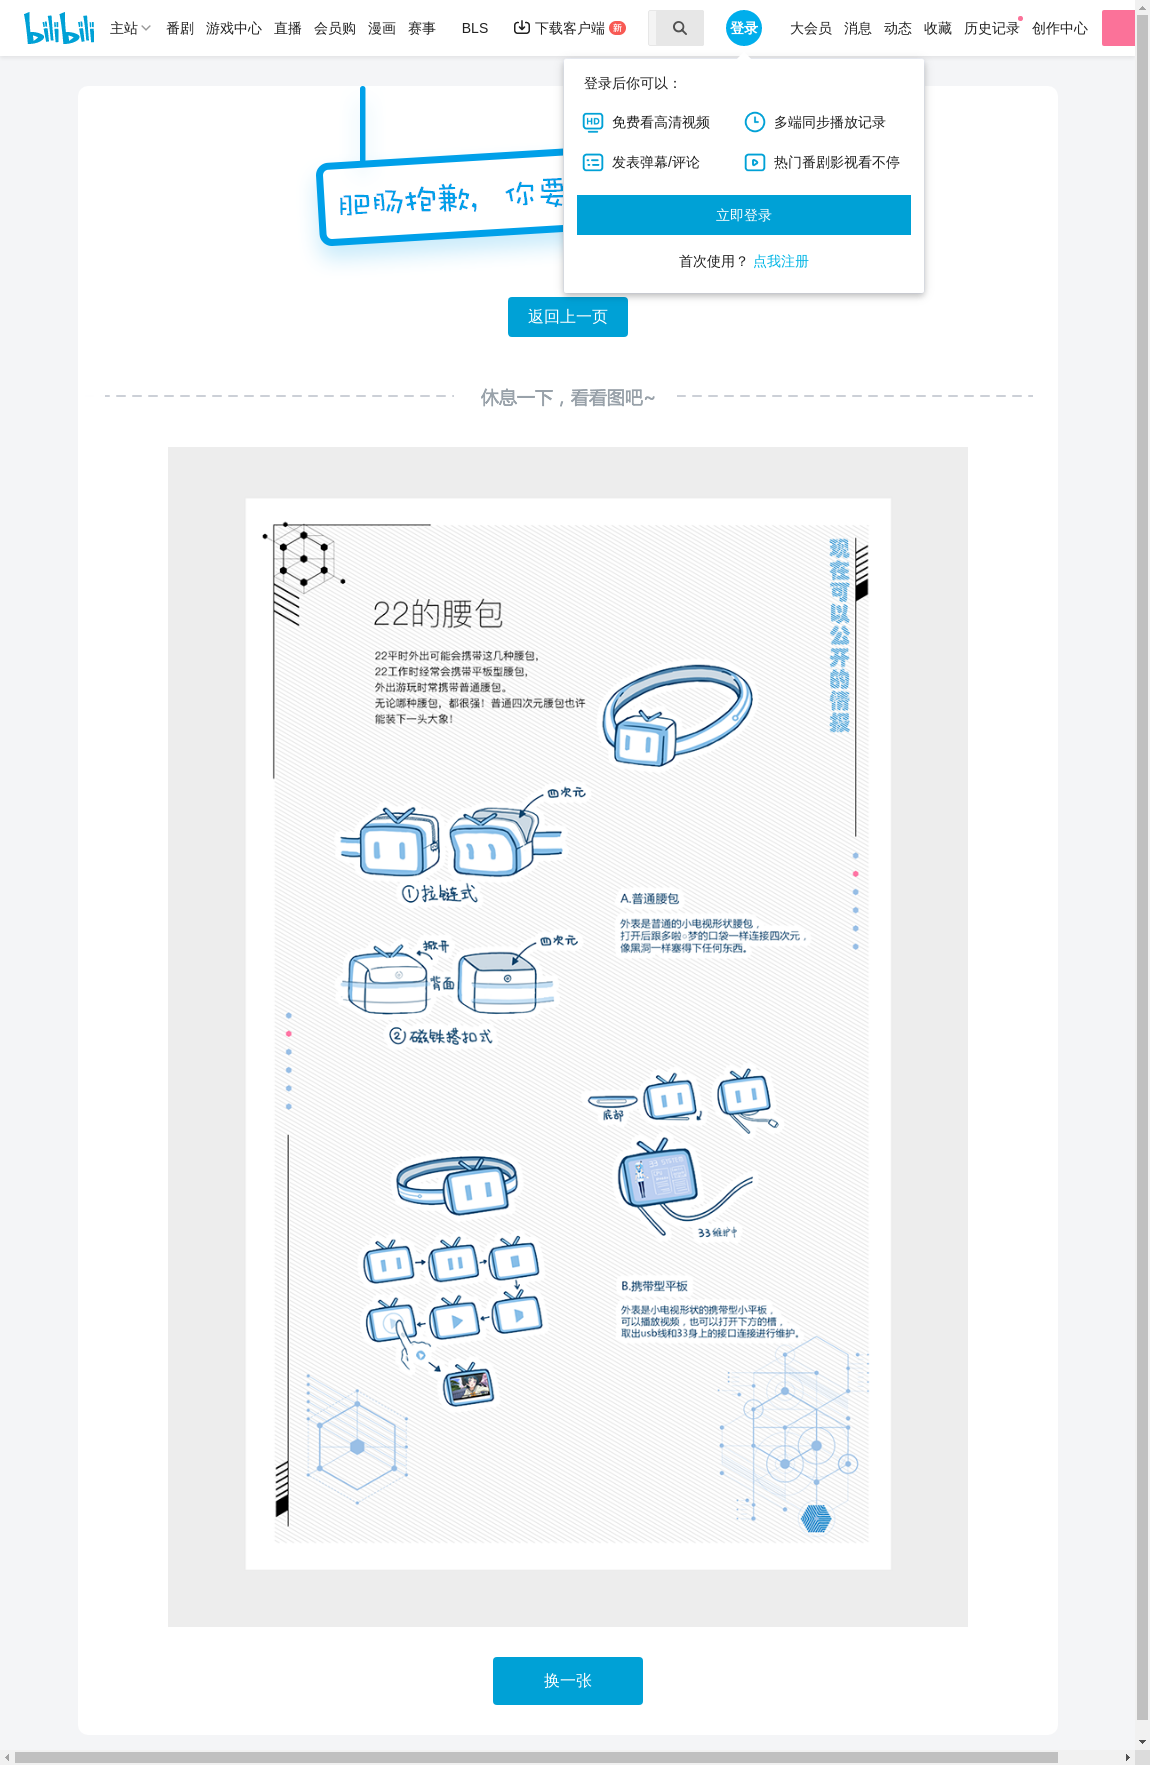 bilibili 主站 番剧 游戏中心 直播 会员购 漫画 赛事 BLS 下载客户端 新 登录 大会员 消息 动态 收藏 历史记录 创作中心
登录后你可以：
HD 免费看高清视频 多端同步播放记录
发表弹幕/评论 热门番剧影视看不停
立即登录
首次使用？ 点我注册
肥肠抱歉，你要
返回上一页
休息一下，看看图吧~
现在可以公开的情报
22的腰包
22平时外出可能会携带这几种腰包，
22工作时经常会携带平板型腰包，
外出游玩时常携带普通腰包。
无论哪种腰包，都很强！普通四次元腰包也许
能装下一头大象！
四次元
①拉链式
A.普通腰包
外表是普通的小电视形状腰包，
打开后跟多啦○梦的口袋一样连接四次元，
像黑洞一样塞得下任何东西。
掀开
四次元
背面
②磁铁搭扣式
底部
33维护中
B.携带型平板
外表是小电视形状的携带型小平板，
可以播放视频，也可以打开下方的槽，
取出usb线和33身上的接口连接进行维护。
换一张